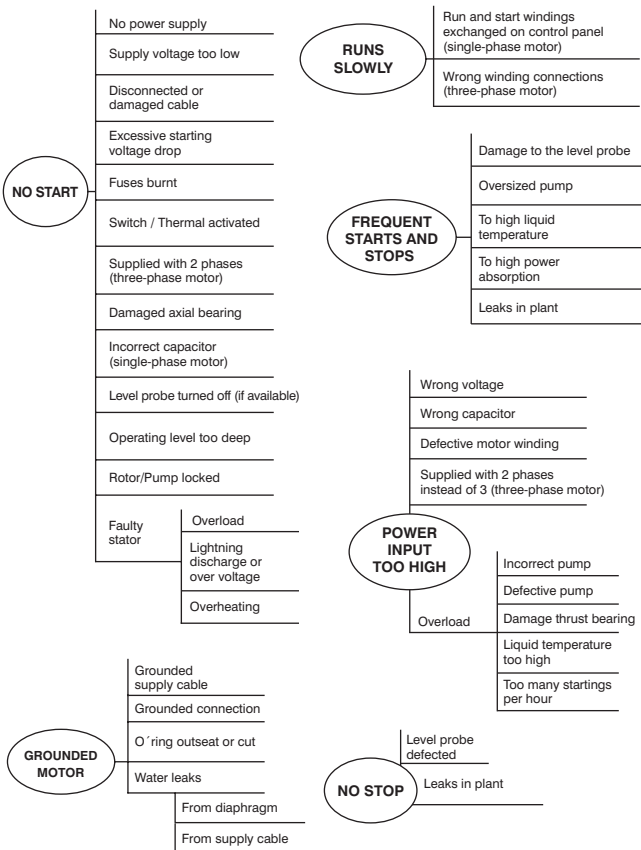 NO START
No power supply
Supply voltage too low
Disconnected or
damaged cable
Excessive starting
voltage drop
Fuses burnt
Switch / Thermal activated
Supplied with 2 phases
(three-phase motor)
Damaged axial bearing
Incorrect capacitor
(single-phase motor)
Level probe turned off (if available)
Operating level too deep
Rotor/Pump locked
Faulty
stator
Overload
Lightning
discharge or
over voltage
Overheating
RUNS
SLOWLY
Run and start windings
exchanged on control panel
(single-phase motor)
Wrong winding connections
(three-phase motor)
FREQUENT
STARTS AND
STOPS
Damage to the level probe
Oversized pump
To high liquid
temperature
To high power
absorption
Leaks in plant
POWER
INPUT
TOO HIGH
Wrong voltage
Wrong capacitor
Defective motor winding
Supplied with 2 phases
instead of 3 (three-phase motor)
Overload
Incorrect pump
Defective pump
Damage thrust bearing
Liquid temperature
too high
Too many startings
per hour
GROUNDED
MOTOR
Grounded
supply cable
Grounded connection
O´ring outseat or cut
Water leaks
From diaphragm
From supply cable
NO STOP
Level probe
defected
Leaks in plant